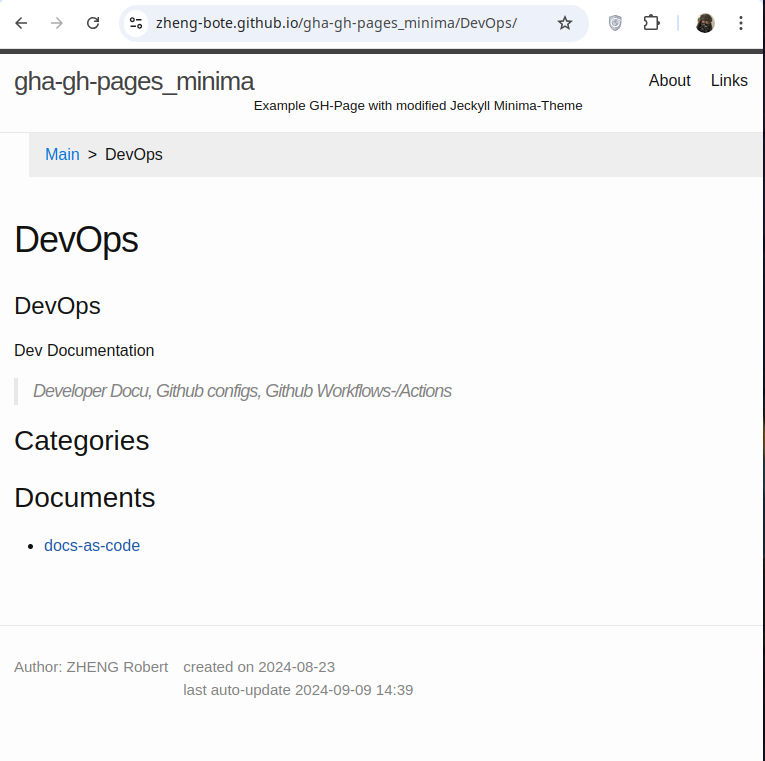 zheng-bote.github.io/gha-gh-pages_minima/DevOps/
gha-gh-pages_minima
About Links
Example GH-Page with modified Jeckyll Minima-Theme
Main > DevOps
DevOps
DevOps
Dev Documentation
Developer Docu, Github configs, Github Workflows-/Actions
Categories
Documents
docs-as-code
Author: ZHENG Robert created on 2024-08-23
last auto-update 2024-09-09 14:39